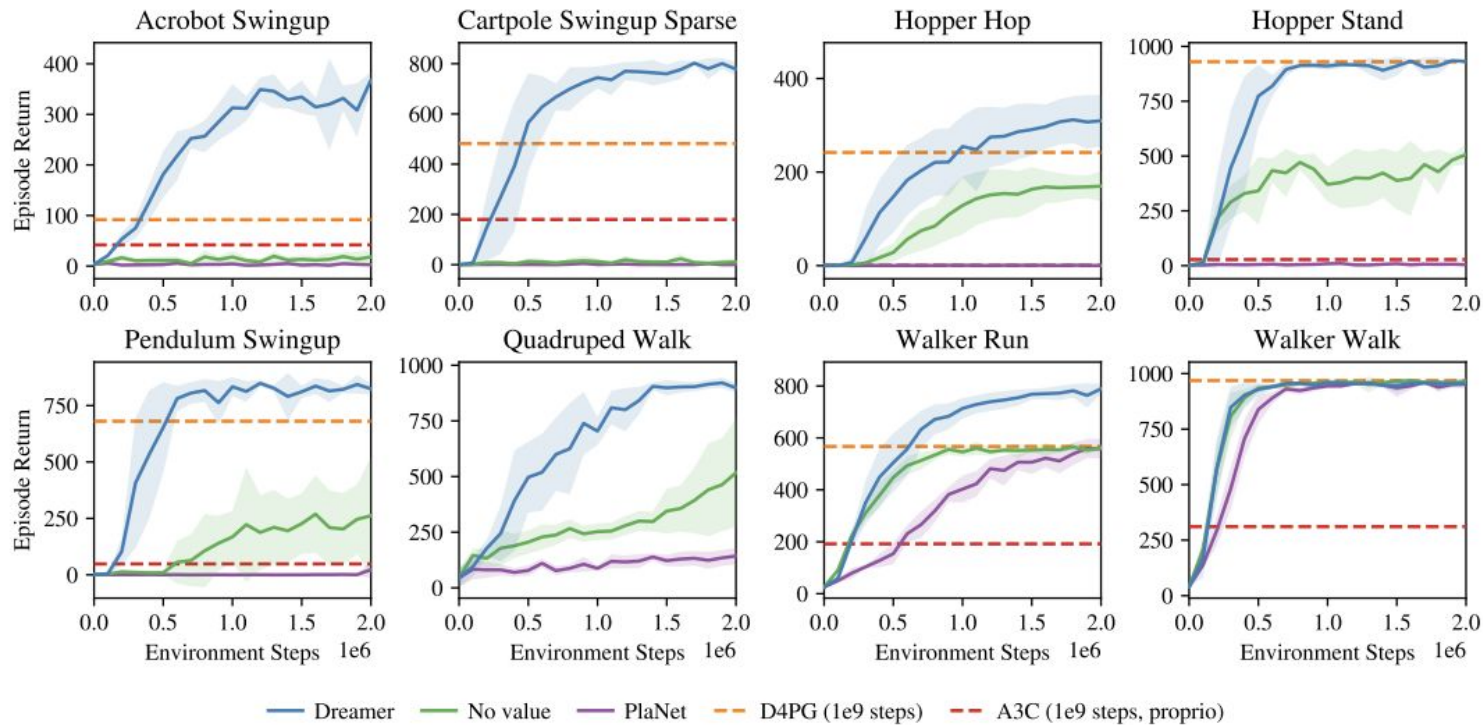 Acrobot Swingup
Cartpole Swingup Sparse
Hopper Hop
Hopper Stand
Episode Return
400
300
200
100
0
0.0 0.5 1.0 1.5 2.0
800
600
400
200
0
0.0 0.5 1.0 1.5 2.0
400
200
0
0.0 0.5 1.0 1.5 2.0
1000
750
500
250
0
0.0 0.5 1.0 1.5 2.0
Pendulum Swingup
Quadruped Walk
Walker Run
Walker Walk
Episode Return
750
500
250
0
0.0 0.5 1.0 1.5 2.0
Environment Steps 1e6
1000
750
500
250
0
0.0 0.5 1.0 1.5 2.0
Environment Steps 1e6
800
600
400
200
0
0.0 0.5 1.0 1.5 2.0
Environment Steps 1e6
1000
750
500
250
0
0.0 0.5 1.0 1.5 2.0
Environment Steps 1e6
Dreamer No value PlaNet D4PG (1e9 steps) A3C (1e9 steps, proprio)